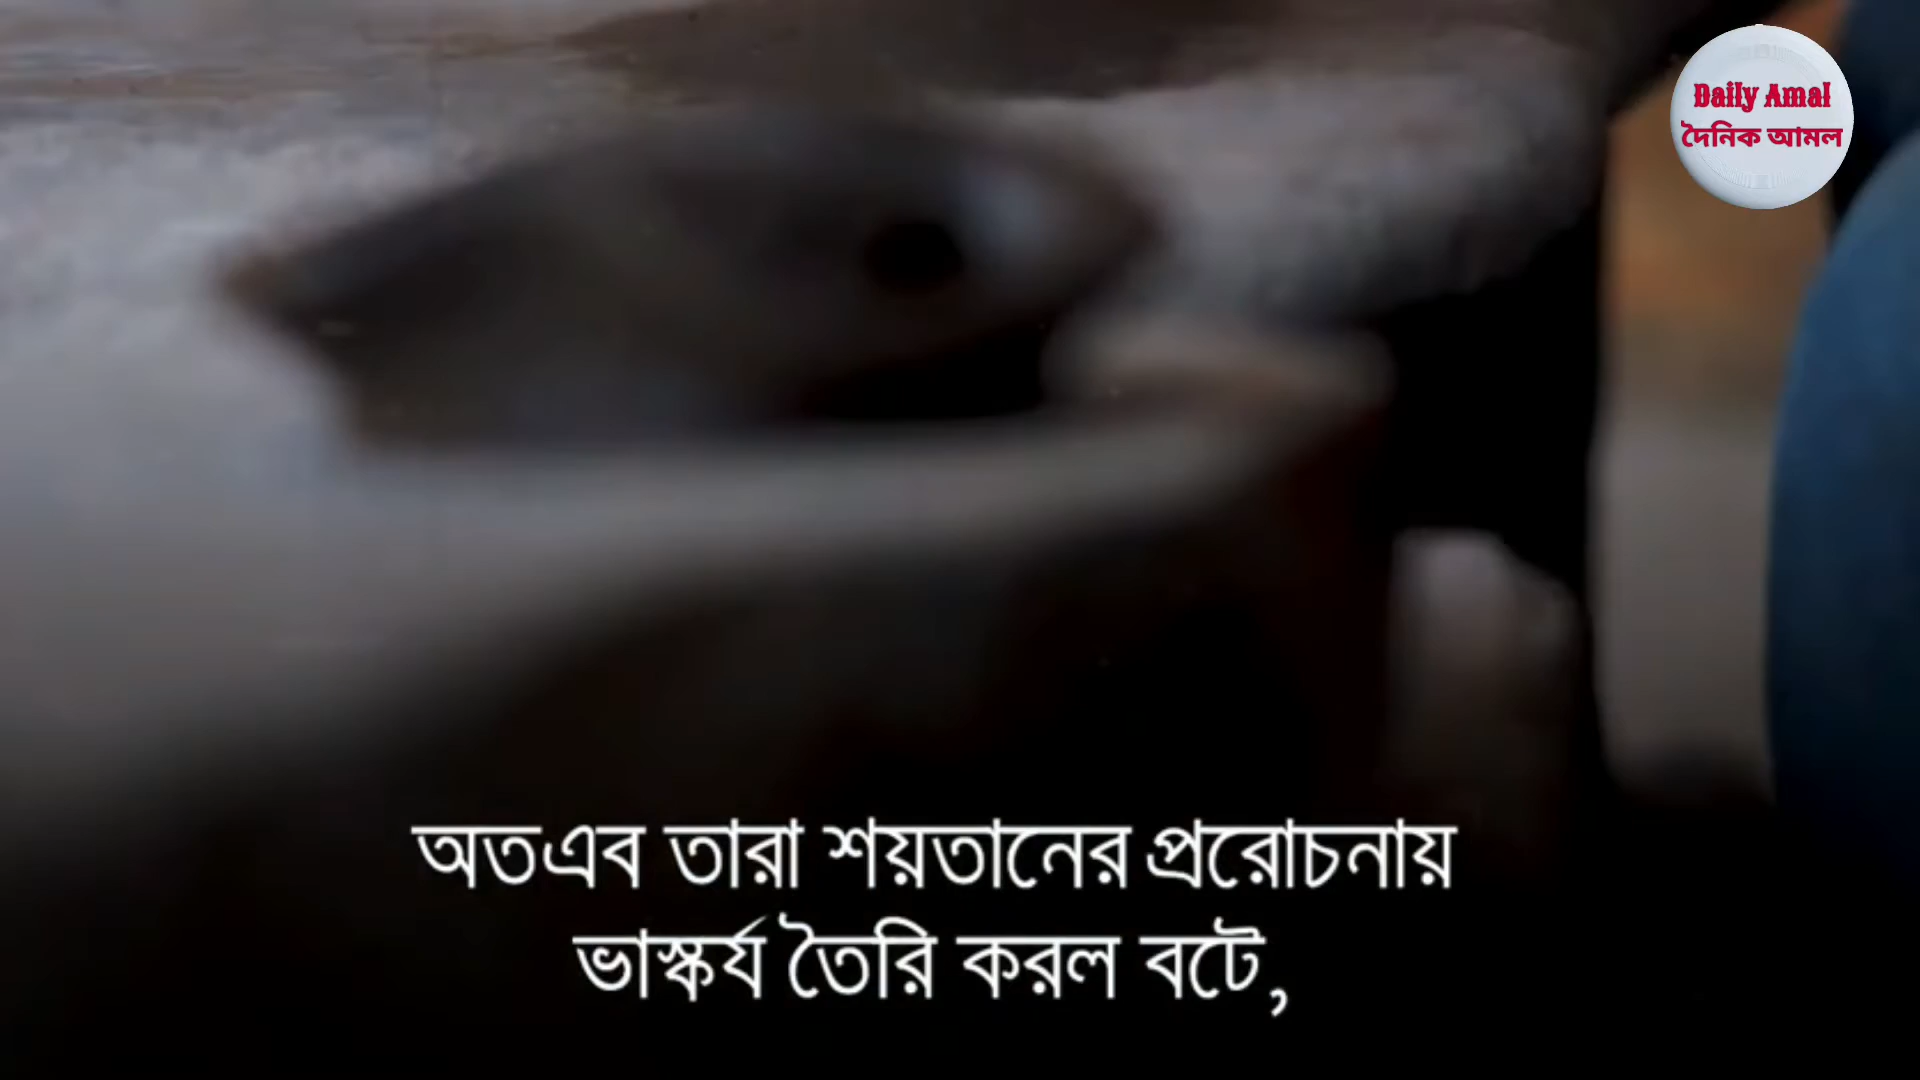 Daily Amal
দৈনিক আমল
অতএব তারা শয়তানের প্ররোচনায়
ভাস্কর্য তৈরি করল বটে,